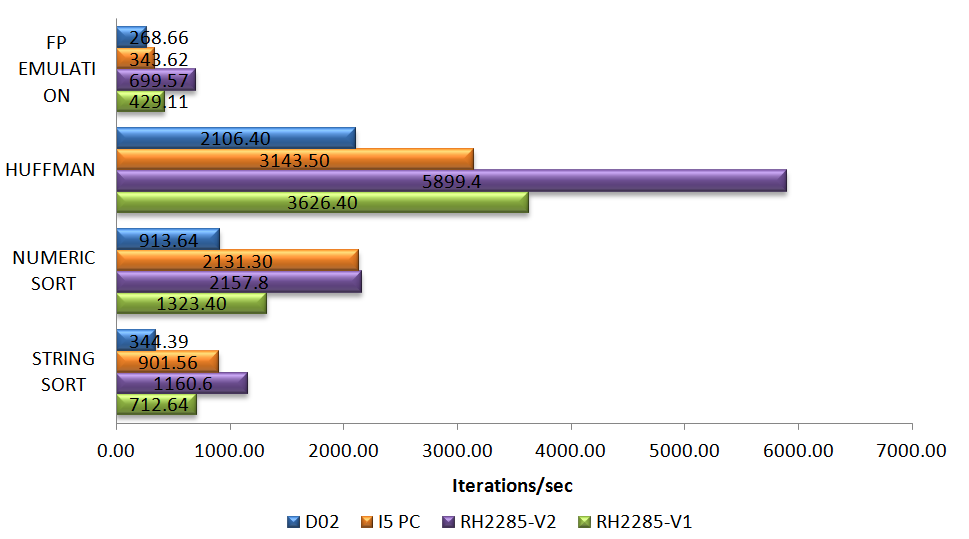 FP
EMULATI
ON
268.66
343.62
699.57
429.11
HUFFMAN
2106.40
3143.50
5899.4
3626.40
NUMERIC
SORT
913.64
2131.30
2157.8
1323.40
STRING
SORT
344.39
901.56
1160.6
712.64
0.00 1000.00 2000.00 3000.00 4000.00 5000.00 6000.00 7000.00
Iterations/sec
D02 I5 PC RH2285-V2 RH2285-V1